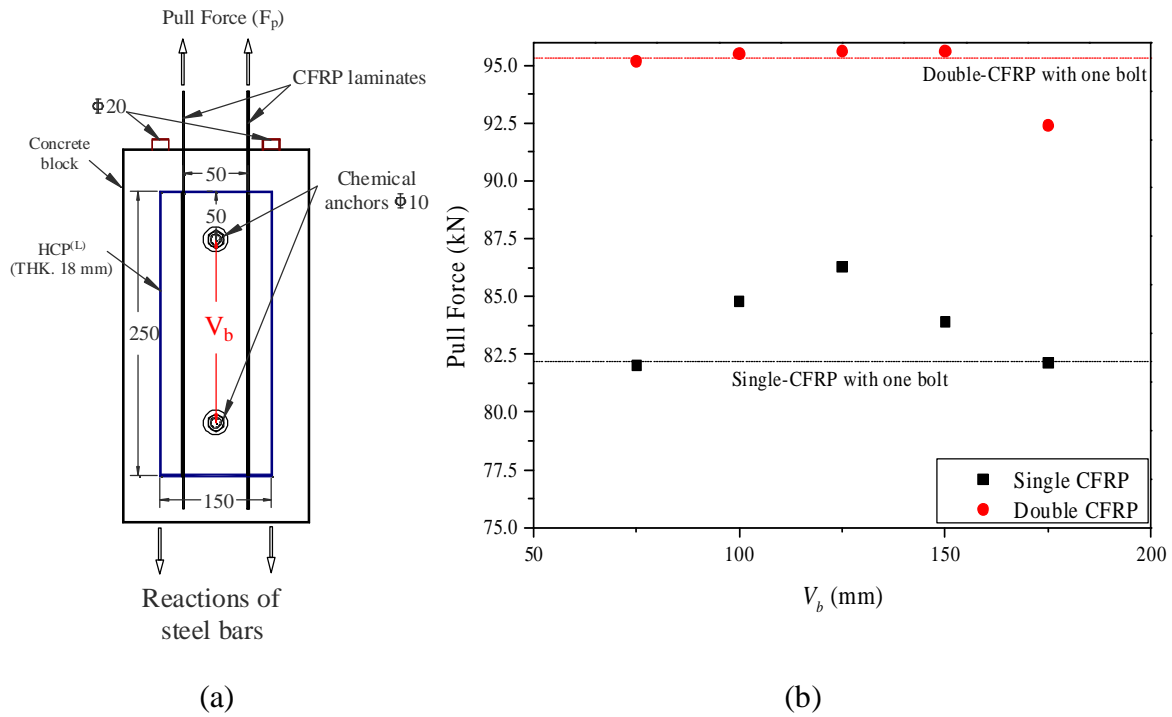 Pull Force (Fp)
CFRP laminates
Φ20
Concrete
block
50
50
Chemical
anchors Φ10
HCP(L)
(THK. 18 mm)
Vb
250
150
Reactions of
steel bars
(a)
95.0
92.5
90.0
87.5
85.0
82.5
80.0
77.5
75.0
Pull Force (kN)
Double-CFRP with one bolt
Single-CFRP with one bolt
Single CFRP
Double CFRP
50 100 150 200
Vb (mm)
(b)